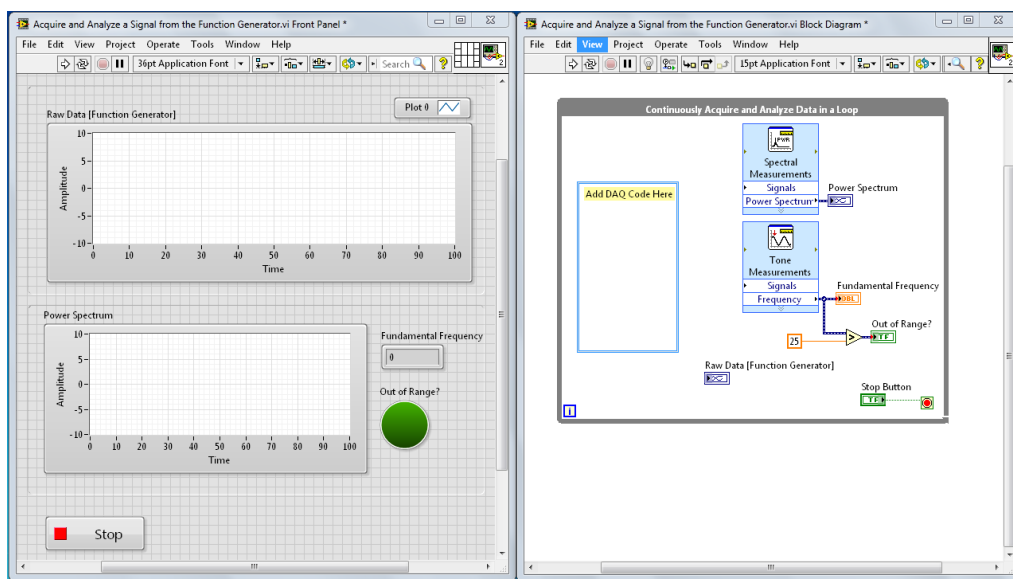 Acquire and Analyze a Signal from the Function Generator.vi Front Panel *
File Edit View Project Operate Tools Window Help
36pt Application Font
Search
?
2
Plot 0
Raw Data [Function Generator]
10
5
0
-5
-10
Amplitude
0 10 20 30 40 50 60 70 80 90 100
Time
Power Spectrum
10
5
0
-5
-10
Amplitude
0 10 20 30 40 50 60 70 80 90 100
Time
Fundamental Frequency
0
Out of Range?
Stop
Acquire and Analyze a Signal from the Function Generator.vi Block Diagram *
File Edit View Project Operate Tools Window Help
15pt Application Font
?
2
Continuously Acquire and Analyze Data in a Loop
Add DAQ Code Here
PWR
Spectral
Measurements
Signals
Power Spectrum
Power Spectrum
Tone
Measurements
Signals
Frequency
Fundamental Frequency
DBL
Out of Range?
25
>
TF
Raw Data [Function Generator]
Stop Button
TF
i